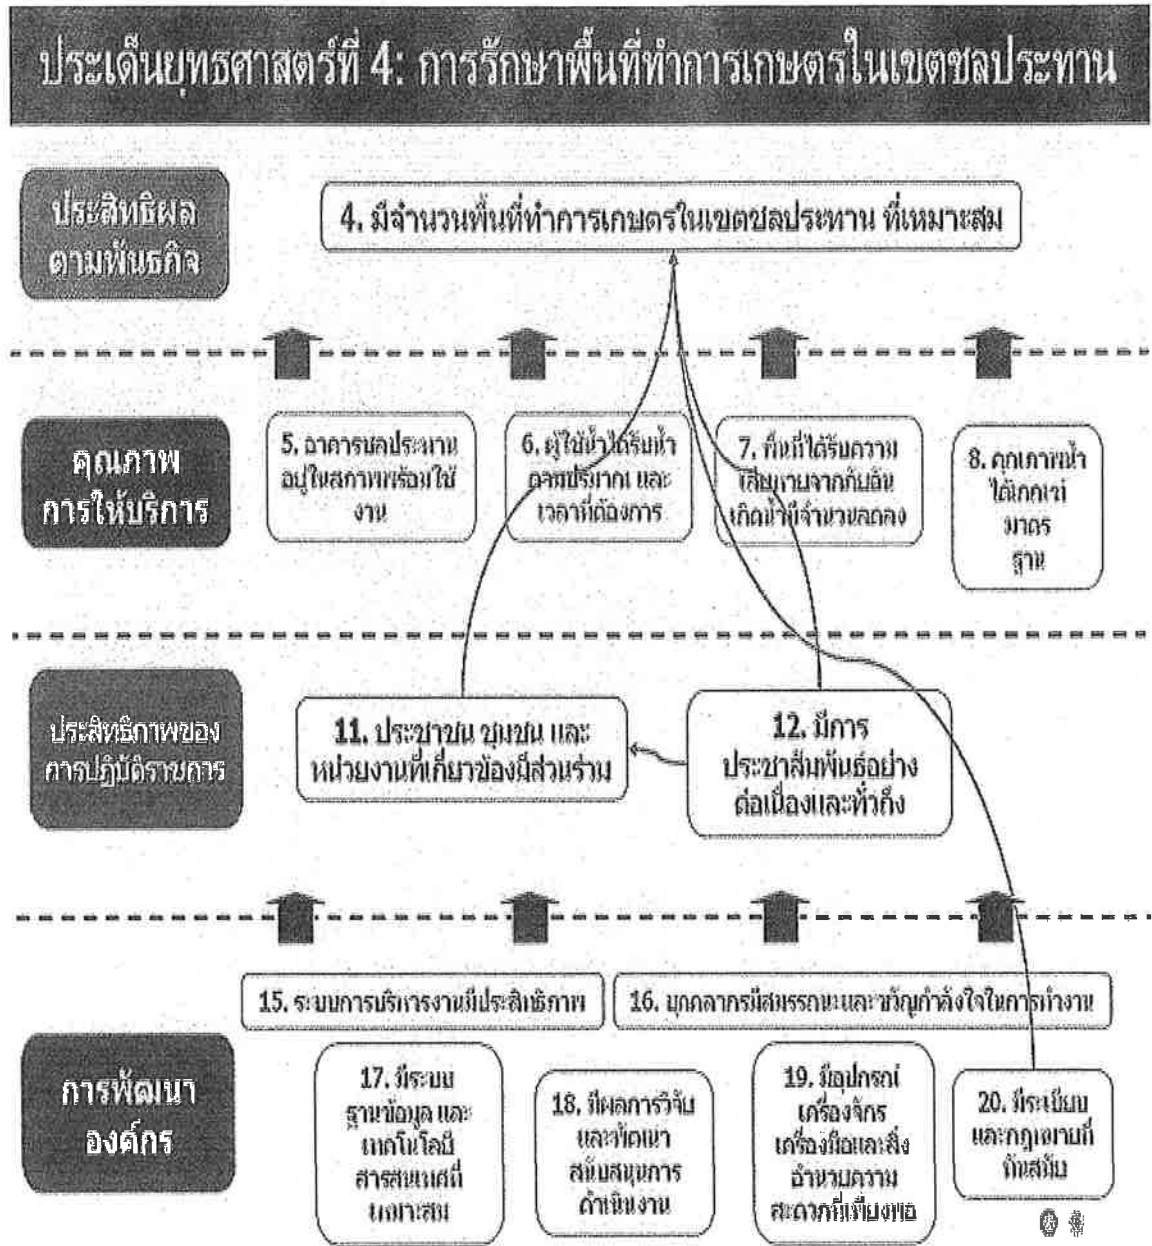 ประเด็นยุทธศาสตร์ที่ 4: การรักษาพื้นที่ทำการเกษตรในเขตชลประทาน
ประสิทธิผล
ตามพันธกิจ
4. มีจำนวนพื้นที่ทำการเกษตรในเขตชลประทาน ที่เหมาะสม
คุณภาพ
การให้บริการ
5. อาคารชลประทาน
อยู่ในสภาพพร้อมใช้
งาน
6. ผู้ใช้น้ำได้รับน้ำ
ตามปริมาณ และ
เวลาที่ต้องการ
7. พื้นที่ได้รับความ
เสียหายจากภัยอัน
เกิดน้ำมีจำนวนลดลง
8. คุณภาพน้ำ
ได้เกณฑ์
มาตร
ฐาน
ประสิทธิภาพของ
การปฏิบัติราชการ
11. ประชาชน ชุมชน และ
หน่วยงานที่เกี่ยวข้องมีส่วนร่วม
12. มีการ
ประชาสัมพันธ์อย่าง
ต่อเนื่องและทั่วถึง
15. ระบบการบริหารงานมีประสิทธิภาพ
16. บุคลากรมีสมรรถนะและขวัญกำลังใจในการทำงาน
การพัฒนา
องค์กร
17. มีระบบ
ฐานข้อมูล และ
เทคโนโลยี
สารสนเทศที่
เหมาะสม
18. มีผลการวิจัย
และพัฒนา
สนับสนุนการ
ดำเนินงาน
19. มีอุปกรณ์
เครื่องจักร
เครื่องมือและสิ่ง
อำนวยความ
สะดวกที่เพียงพอ
20. มีระเบียบ
และกฎหมายที่
ทันสมัย